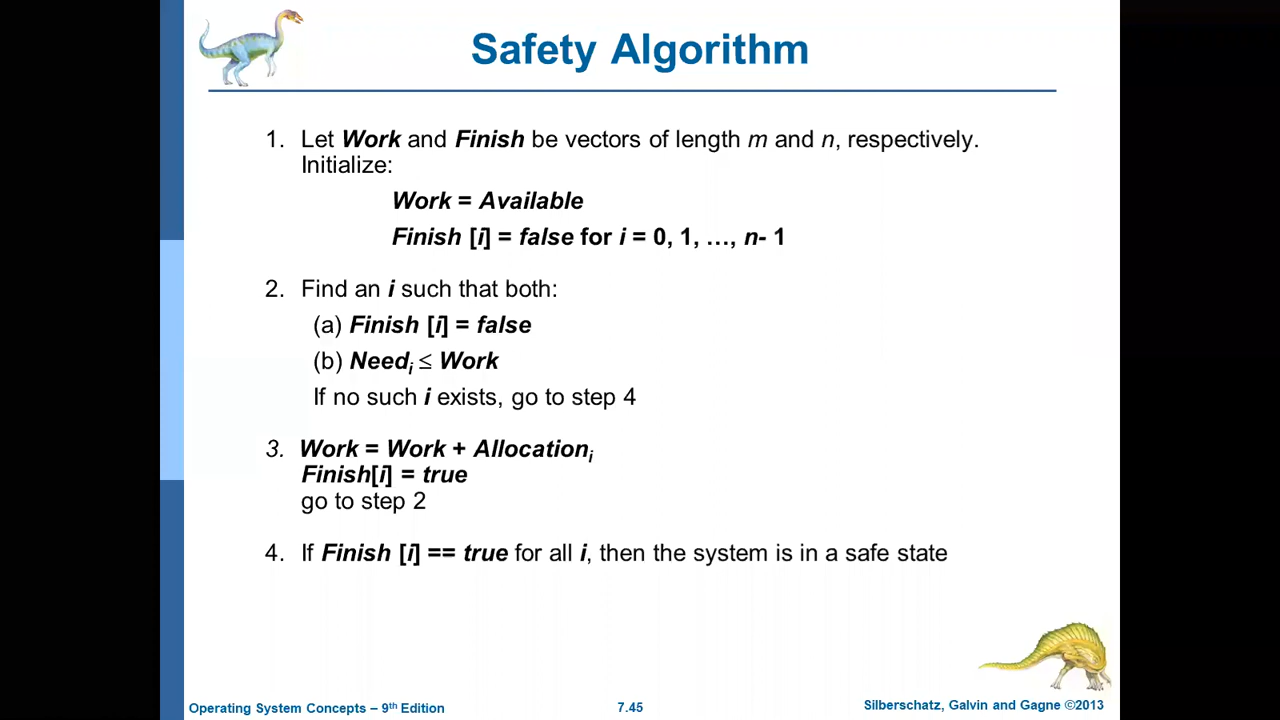 Safety Algorithm
1. Let Work and Finish be vectors of length m and n, respectively.
Initialize:
Work = Available
Finish [i] = false for i = 0, 1, …, n- 1
2. Find an i such that both:
(a) Finish [i] = false
(b) Needi ≤ Work
If no such i exists, go to step 4
3. Work = Work + Allocationi
Finish[i] = true
go to step 2
4. If Finish [i] == true for all i, then the system is in a safe state
Operating System Concepts – 9th Edition
7.45
Silberschatz, Galvin and Gagne ©2013